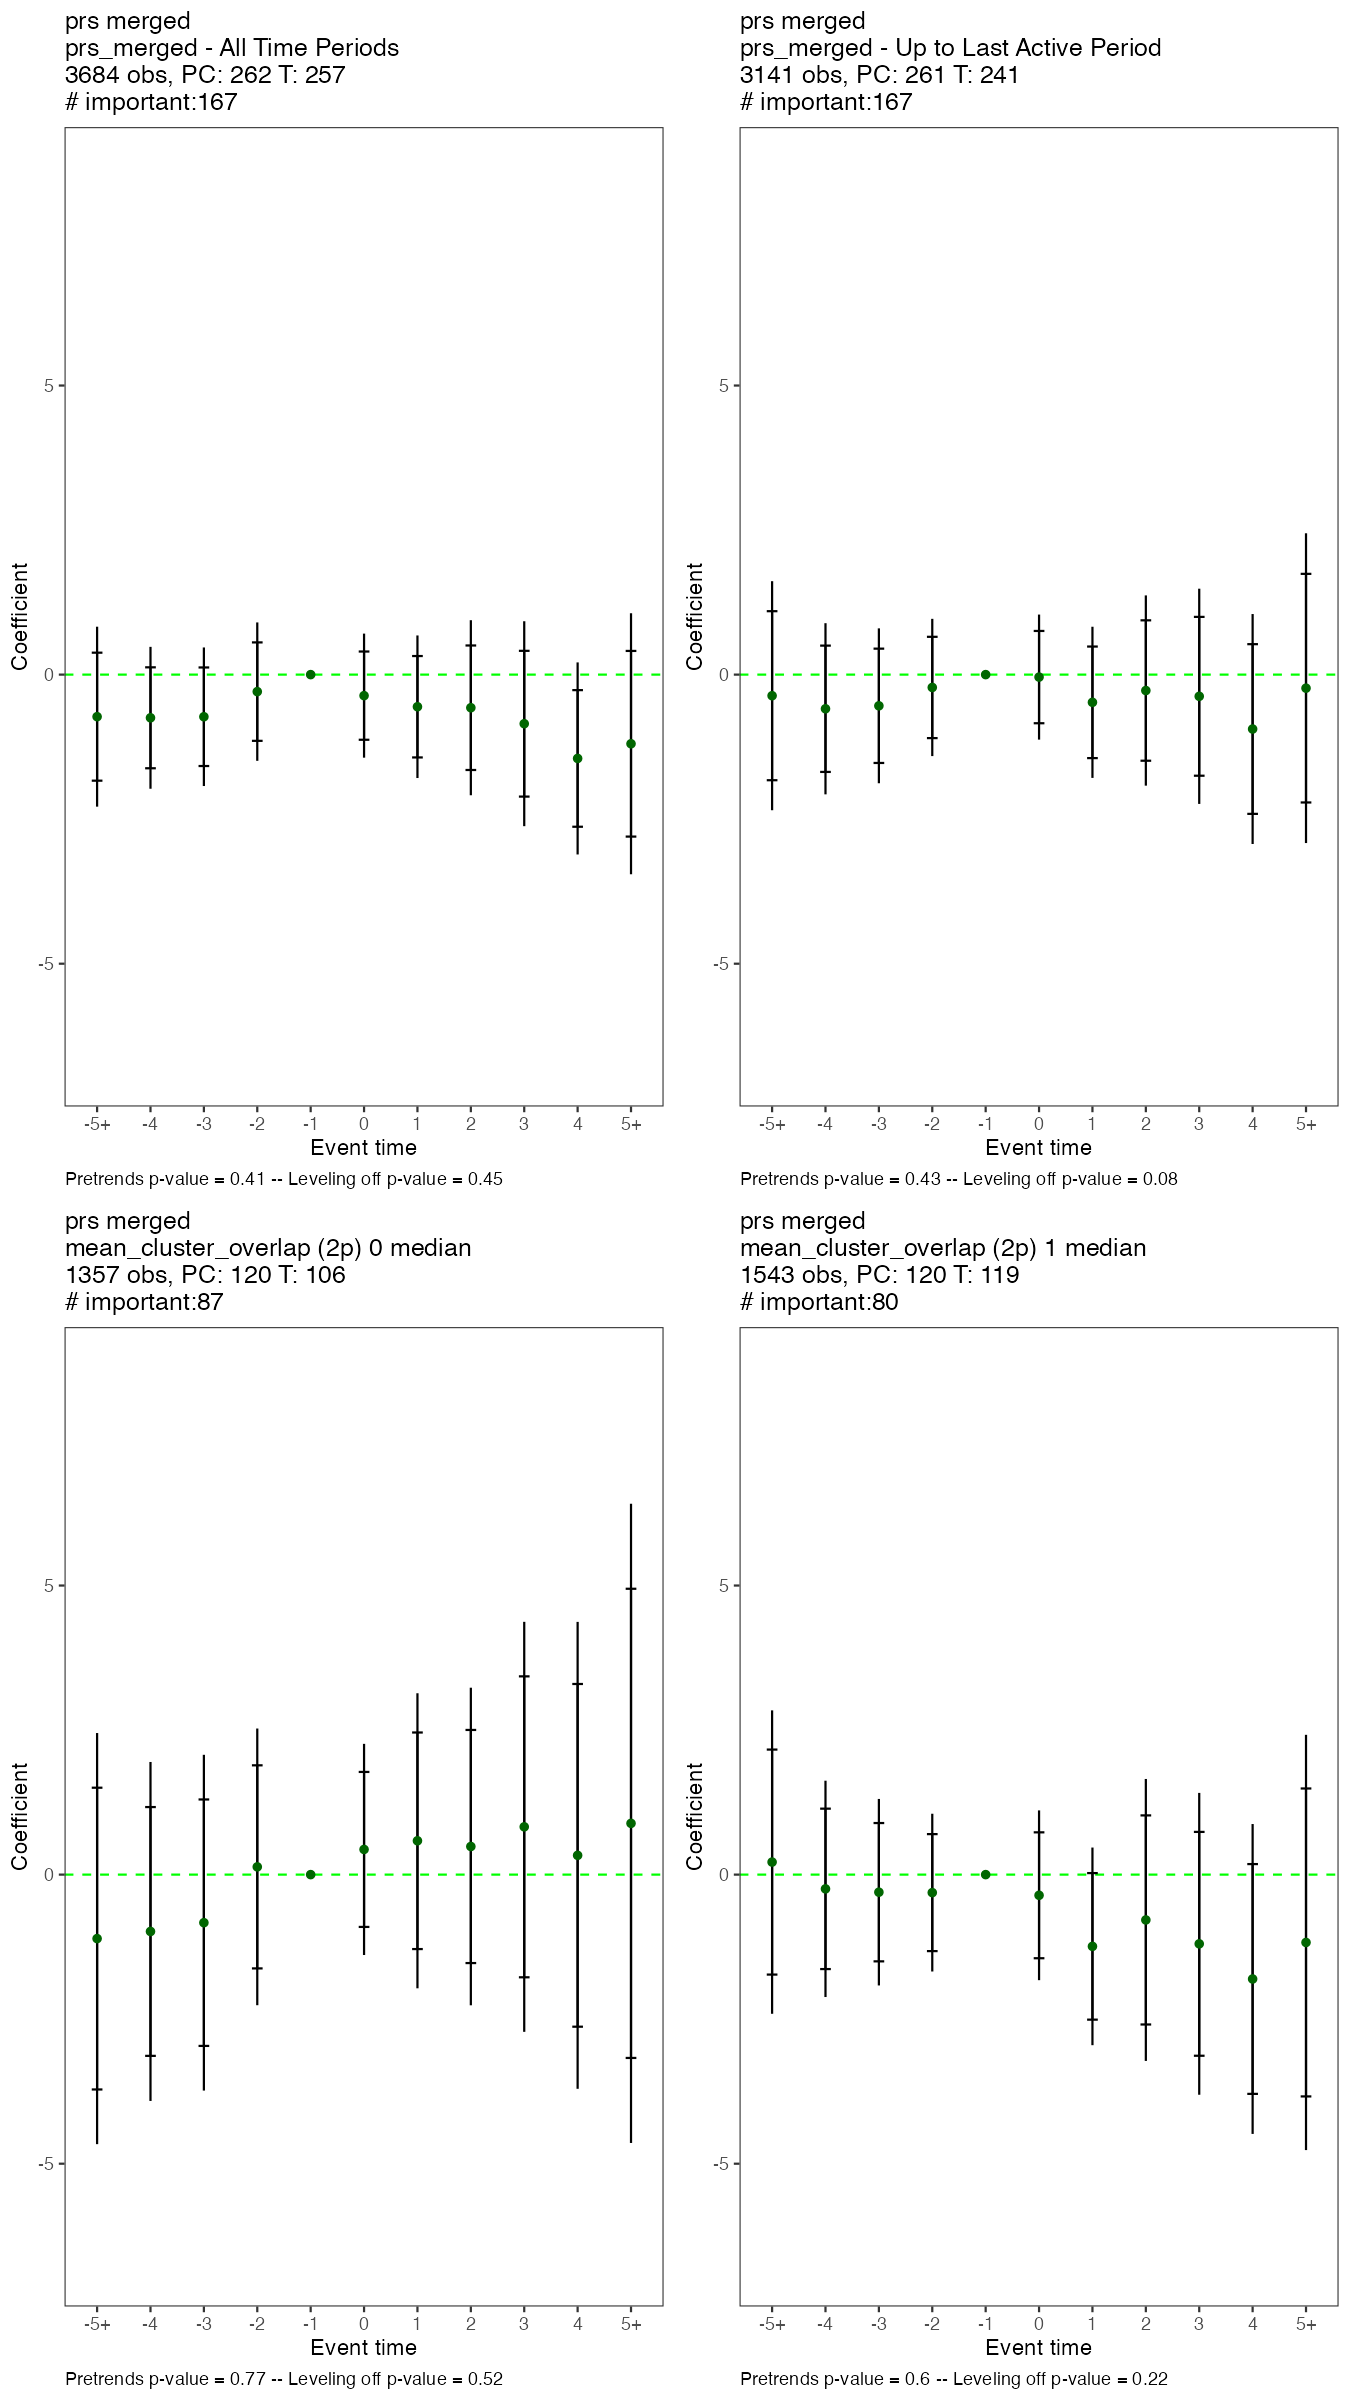 prs merged
prs_merged - All Time Periods
3684 obs, PC: 262 T: 257
# important:167
5
0
-5
Coefficient
-5+ -4 -3 -2 -1 0 1 2 3 4 5+
Event time
Pretrends p-value = 0.41 -- Leveling off p-value = 0.45
prs merged
prs_merged - Up to Last Active Period
3141 obs, PC: 261 T: 241
# important:167
5
0
-5
Coefficient
-5+ -4 -3 -2 -1 0 1 2 3 4 5+
Event time
Pretrends p-value = 0.43 -- Leveling off p-value = 0.08
prs merged
mean_cluster_overlap (2p) 0 median
1357 obs, PC: 120 T: 106
# important:87
5
0
-5
Coefficient
-5+ -4 -3 -2 -1 0 1 2 3 4 5+
Event time
Pretrends p-value = 0.77 -- Leveling off p-value = 0.52
prs merged
mean_cluster_overlap (2p) 1 median
1543 obs, PC: 120 T: 119
# important:80
5
0
-5
Coefficient
-5+ -4 -3 -2 -1 0 1 2 3 4 5+
Event time
Pretrends p-value = 0.6 -- Leveling off p-value = 0.22